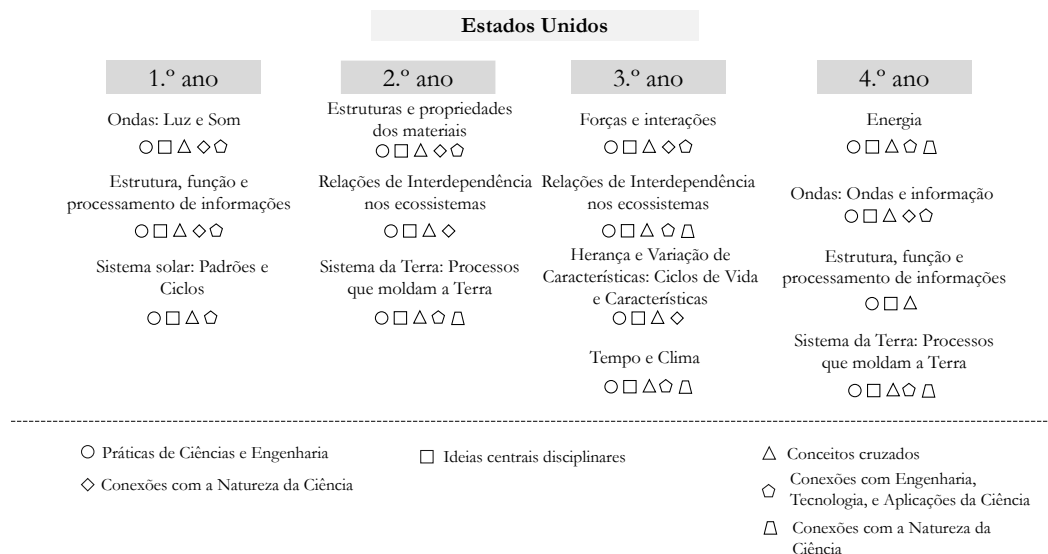 Estados Unidos
1.º ano
Ondas: Luz e Som
Estrutura, função e
processamento de informações
Sistema solar: Padrões e
Ciclos
2.º ano
Estruturas e propriedades
dos materiais
Relações de Interdependência
nos ecossistemas
Sistema da Terra: Processos
que moldam a Terra
3.º ano
Forças e interações
Relações de Interdependência
nos ecossistemas
Herança e Variação de
Características: Ciclos de Vida
e Características
Tempo e Clima
4.º ano
Energia
Ondas: Ondas e informação
Estrutura, função e
processamento de informações
Sistema da Terra: Processos
que moldam a Terra
Práticas de Ciências e Engenharia
Conexões com a Natureza da Ciência
Ideias centrais disciplinares
Conceitos cruzados
Conexões com Engenharia,
Tecnologia, e Aplicações da Ciência
Conexões com a Natureza da
Ciência